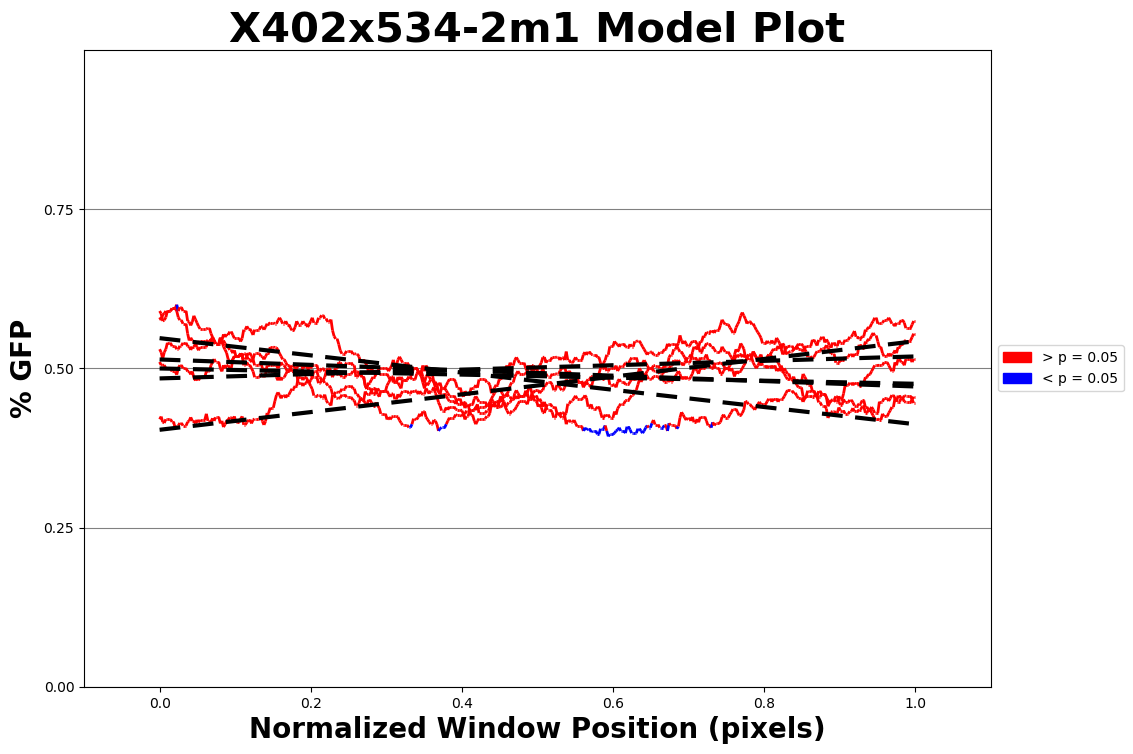 X402x534-2m1 Model Plot
% GFP
0.75
0.50
0.25
0.00
0.0 0.2 0.4 0.6 0.8 1.0
Normalized Window Position (pixels)
> p = 0.05
< p = 0.05